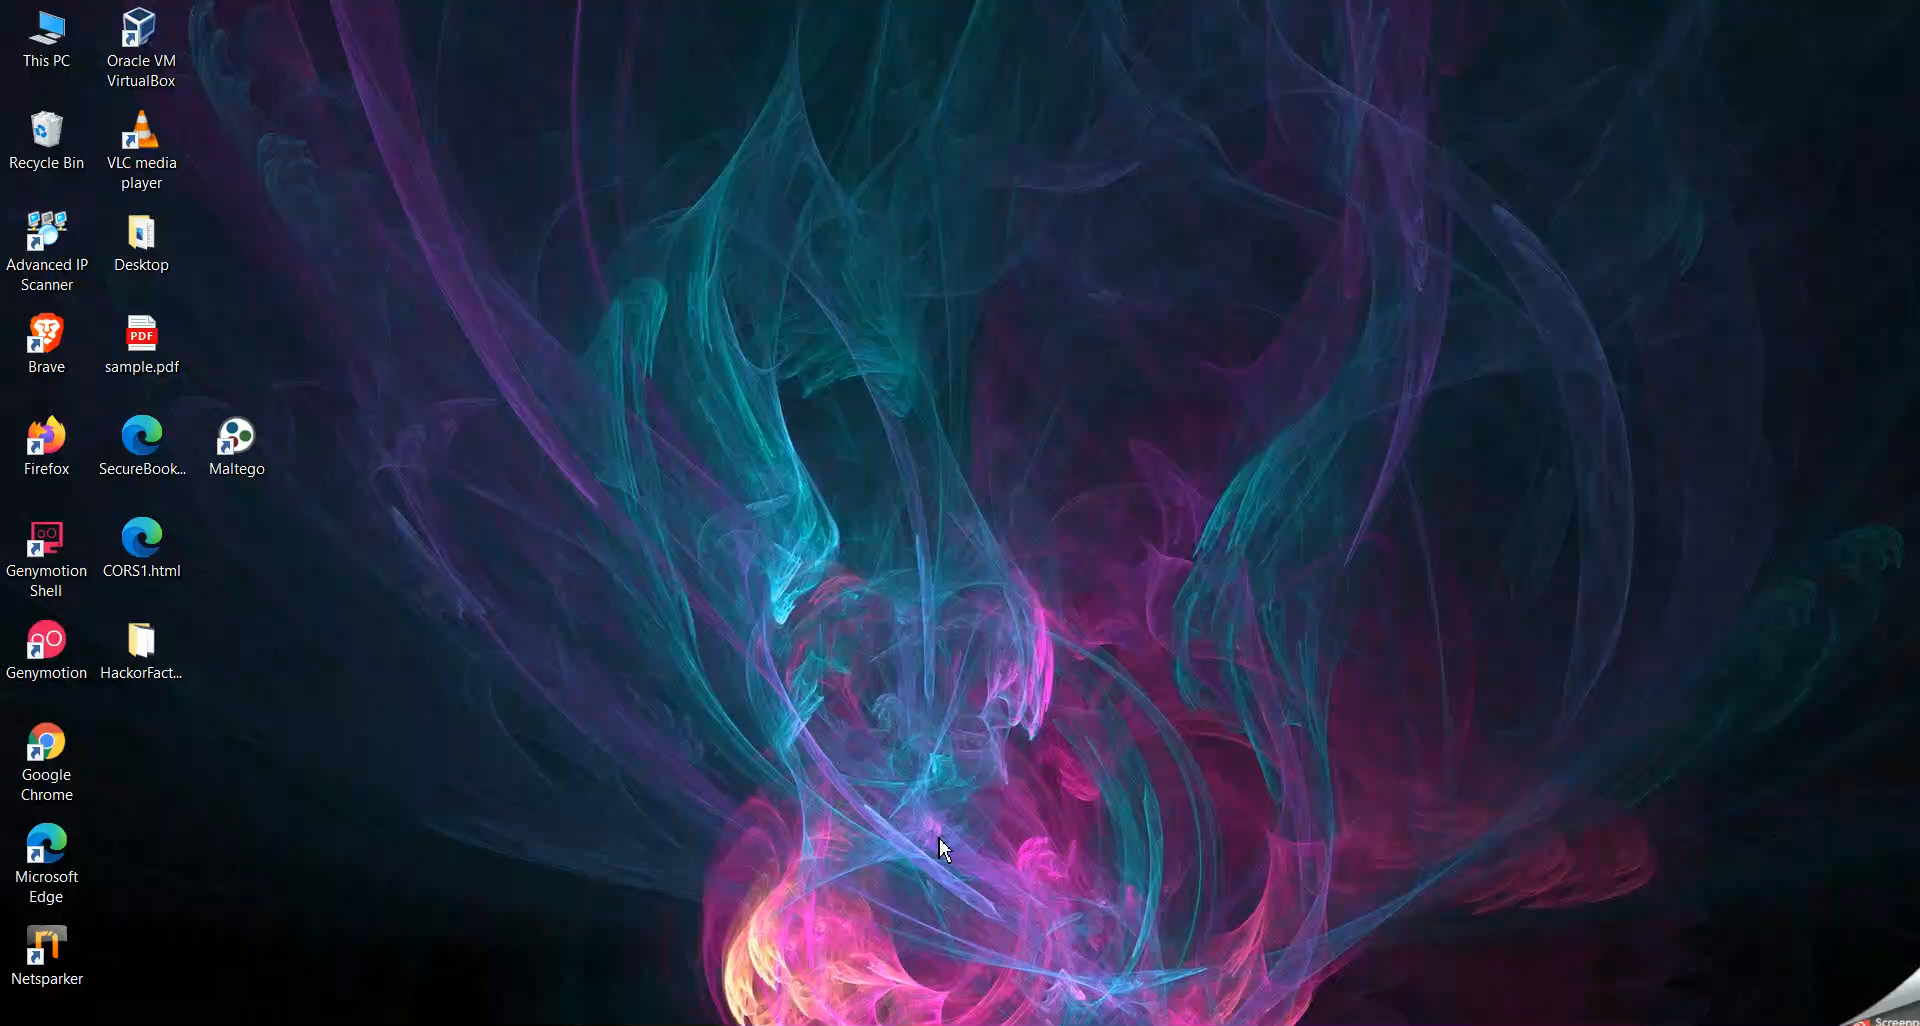 This PC
Oracle VM
VirtualBox
Recycle Bin
VLC media
player
Advanced IP
Scanner
Desktop
Brave
PDF
sample.pdf
Firefox
SecureBook...
Maltego
Genymotion
Shell
CORS1.html
Genymotion
HackorFact...
Google
Chrome
Microsoft
Edge
Netsparker